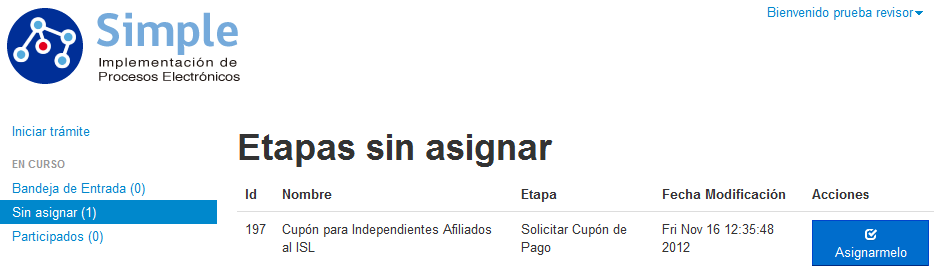 Bienvenido prueba revisor
Simple
Implementación de
Procesos Electrónicos
Iniciar trámite
EN CURSO
Bandeja de Entrada (0)
Sin asignar (1)
Participados (0)
Etapas sin asignar
Id Nombre Etapa Fecha Modificación Acciones
197 Cupón para Independientes Afiliados Solicitar Cupón de Fri Nov 16 12:35:48
al ISL Pago 2012
Asignarmelo